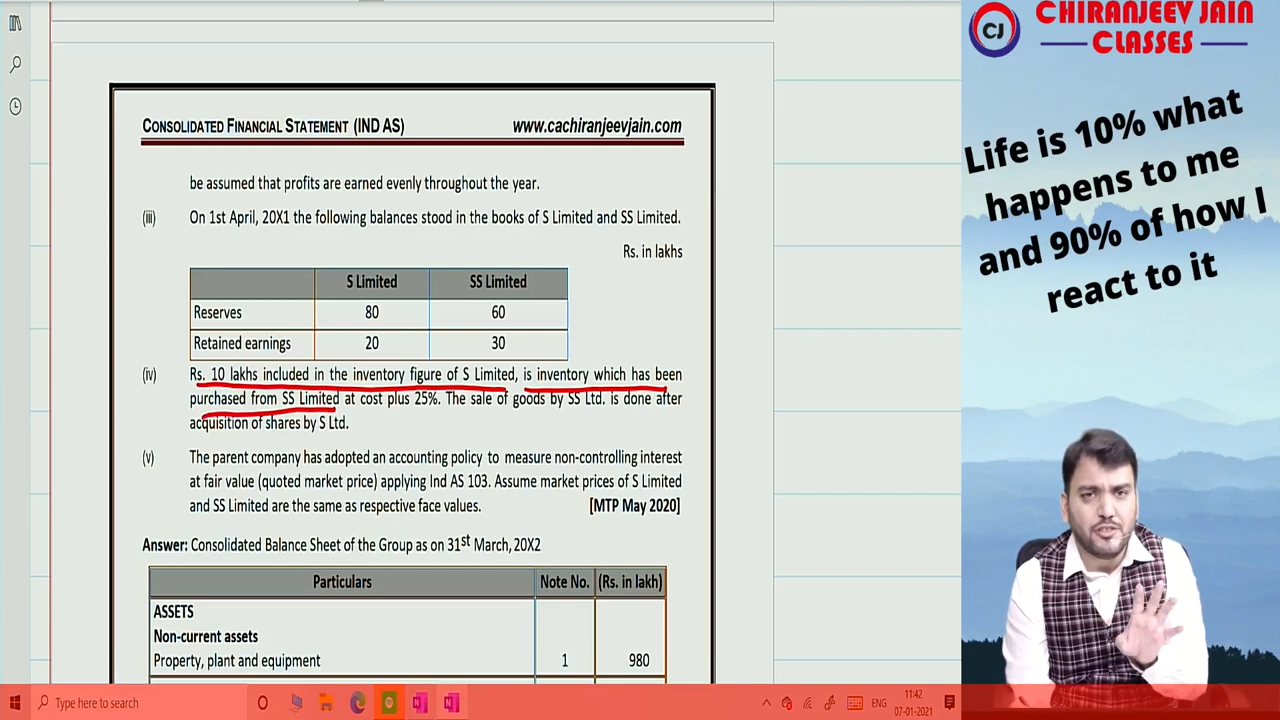 CONSOLIDATED FINANCIAL STATEMENT (IND AS) www.cachiranjeevjain.com
be assumed that profits are earned evenly throughout the year.
(iii) On 1st April, 20X1 the following balances stood in the books of S Limited and SS Limited.
Rs. in lakhs
S Limited SS Limited
Reserves 80 60
Retained earnings 20 30
(iv) Rs. 10 lakhs included in the inventory figure of S Limited, is inventory which has been
purchased from SS Limited at cost plus 25%. The sale of goods by SS Ltd. is done after
acquisition of shares by S Ltd.
(v) The parent company has adopted an accounting policy to measure non-controlling interest
at fair value (quoted market price) applying Ind AS 103. Assume market prices of S Limited
and SS Limited are the same as respective face values. [MTP May 2020]
Answer: Consolidated Balance Sheet of the Group as on 31st March, 20X2
Particulars Note No. (Rs. in lakh)
ASSETS
Non-current assets
Property, plant and equipment 1 980
CJ
CHIRANJEEV JAIN
CLASSES
Life is 10% what
happens to me
and 90% of how I
react to it
Type here to search
ENG
11:42
07-01-2021